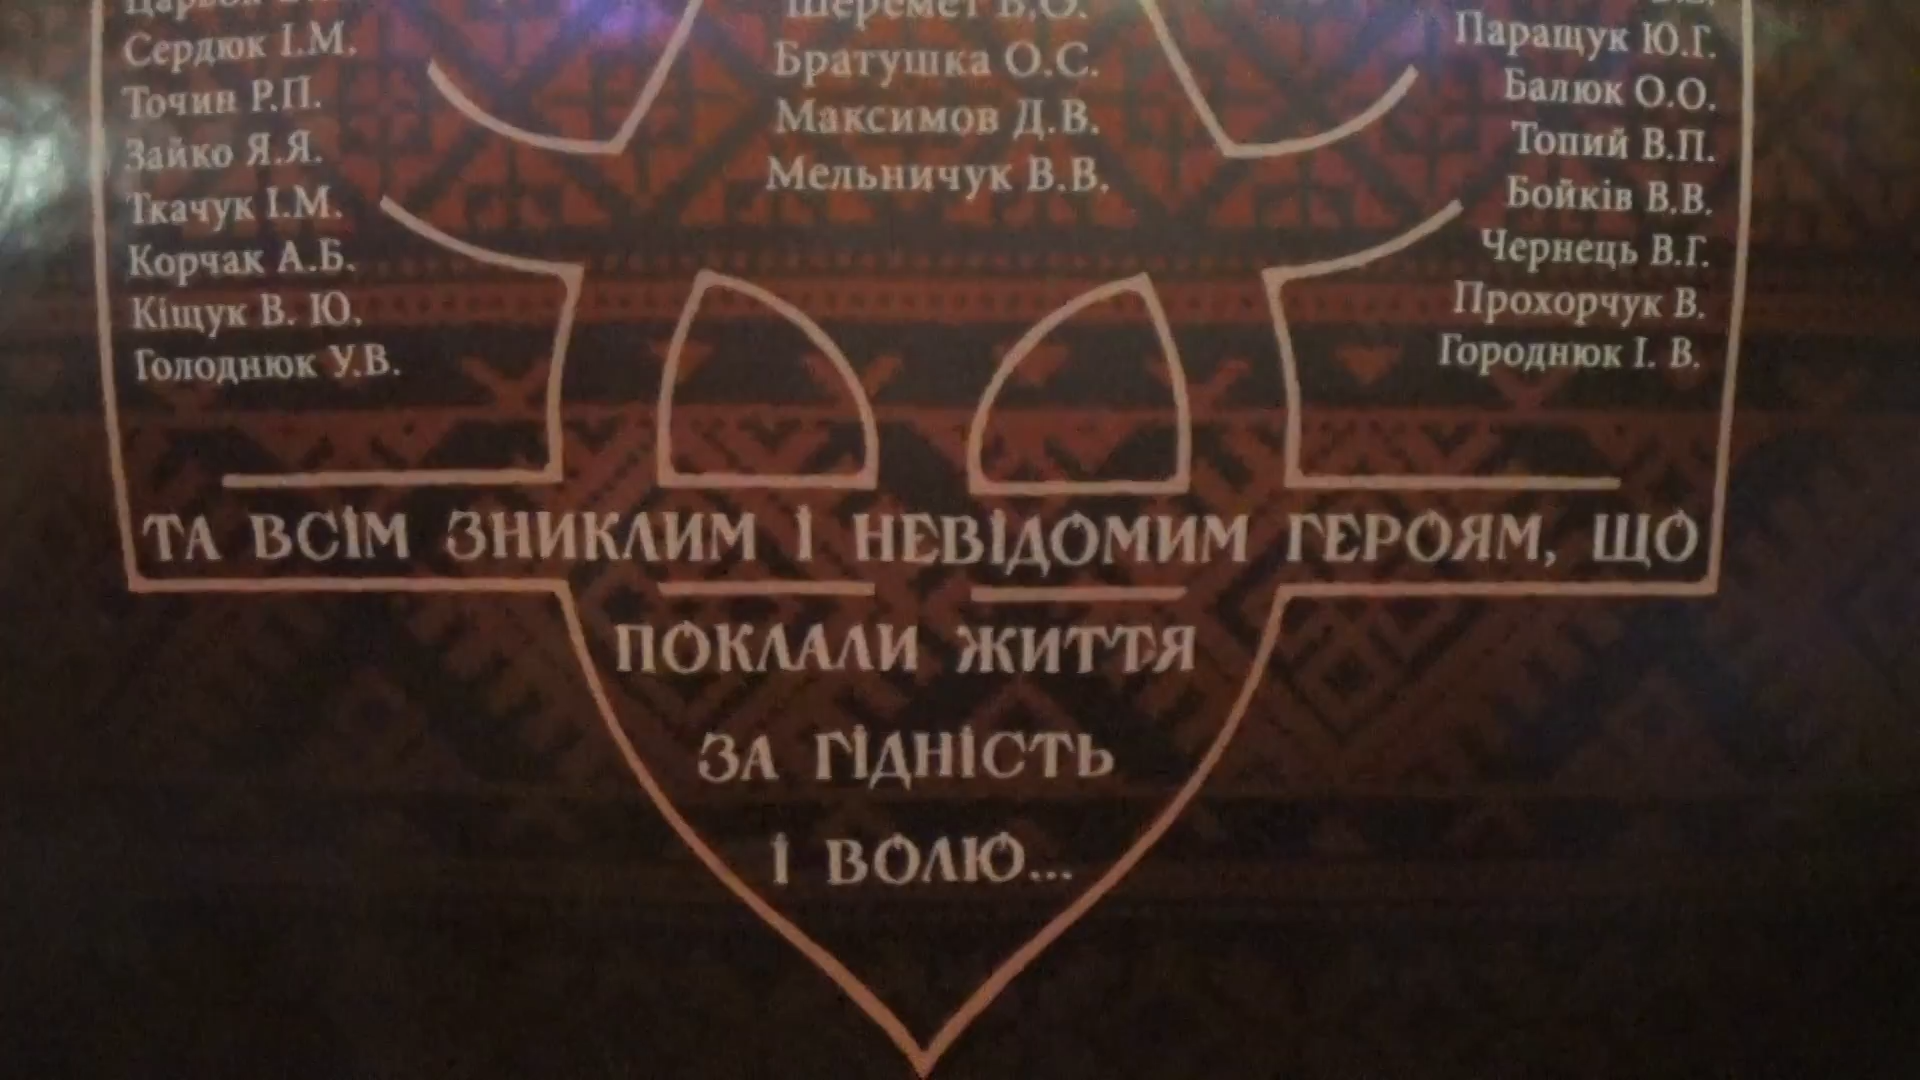 Сердюк І.М.
Точин Р.П.
Зайко Я.Я.
Ткачук І.М.
Корчак А.Б.
Кіщук В. Ю.
Голоднюк У.В.
Шеремет Б.О.
Братушка О.С.
Максимов Д.В.
Мельничук В.В.
Паращук Ю.Г.
Балюк О.О.
Топий В.П.
Бойків В.В.
Чернець В.Г.
Прохорчук В.
Городнюк І. В.
ТА ВСІМ ЗНИКЛИМ І НЕВІДОМИМ ГЕРОЯМ, ЩО
ПОКЛАЛИ ЖИТТЯ
ЗА ГІДНІСТЬ
І ВОЛЮ...